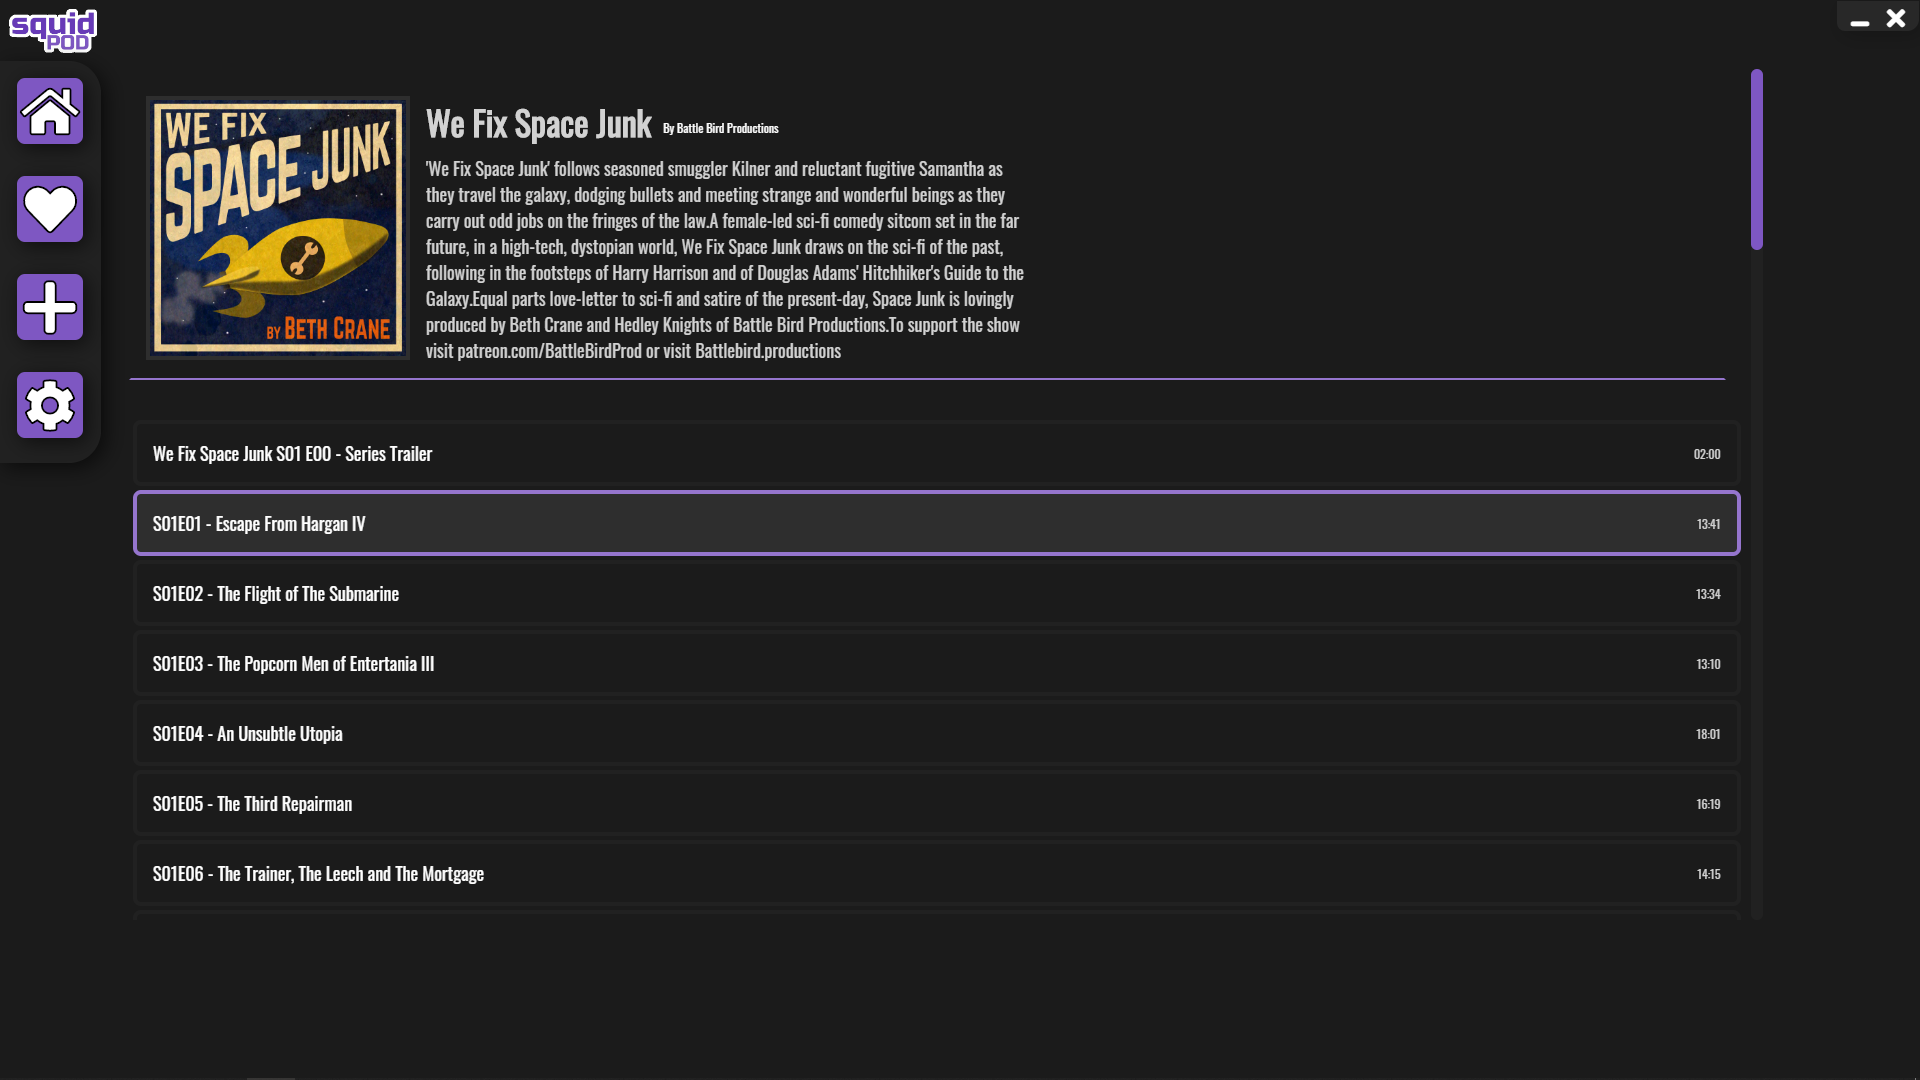 squid
POD
WE FIX
SPACE JUNK
BY BETH CRANE
We Fix Space Junk By Battle Bird Productions
'We Fix Space Junk' follows seasoned smuggler Kilner and reluctant fugitive Samantha as
they travel the galaxy, dodging bullets and meeting strange and wonderful beings as they
carry out odd jobs on the fringes of the law.A female-led sci-fi comedy sitcom set in the far
future, in a high-tech, dystopian world, We Fix Space Junk draws on the sci-fi of the past,
following in the footsteps of Harry Harrison and of Douglas Adams' Hitchhiker's Guide to the
Galaxy.Equal parts love-letter to sci-fi and satire of the present-day, Space Junk is lovingly
produced by Beth Crane and Hedley Knights of Battle Bird Productions.To support the show
visit patreon.com/BattleBirdProd or visit Battlebird.productions
We Fix Space Junk S01 E00 - Series Trailer 02:00
S01E01 - Escape From Hargan IV 13:41
S01E02 - The Flight of The Submarine 13:34
S01E03 - The Popcorn Men of Entertania III 13:10
S01E04 - An Unsubtle Utopia 18:01
S01E05 - The Third Repairman 16:19
S01E06 - The Trainer, The Leech and The Mortgage 14:15